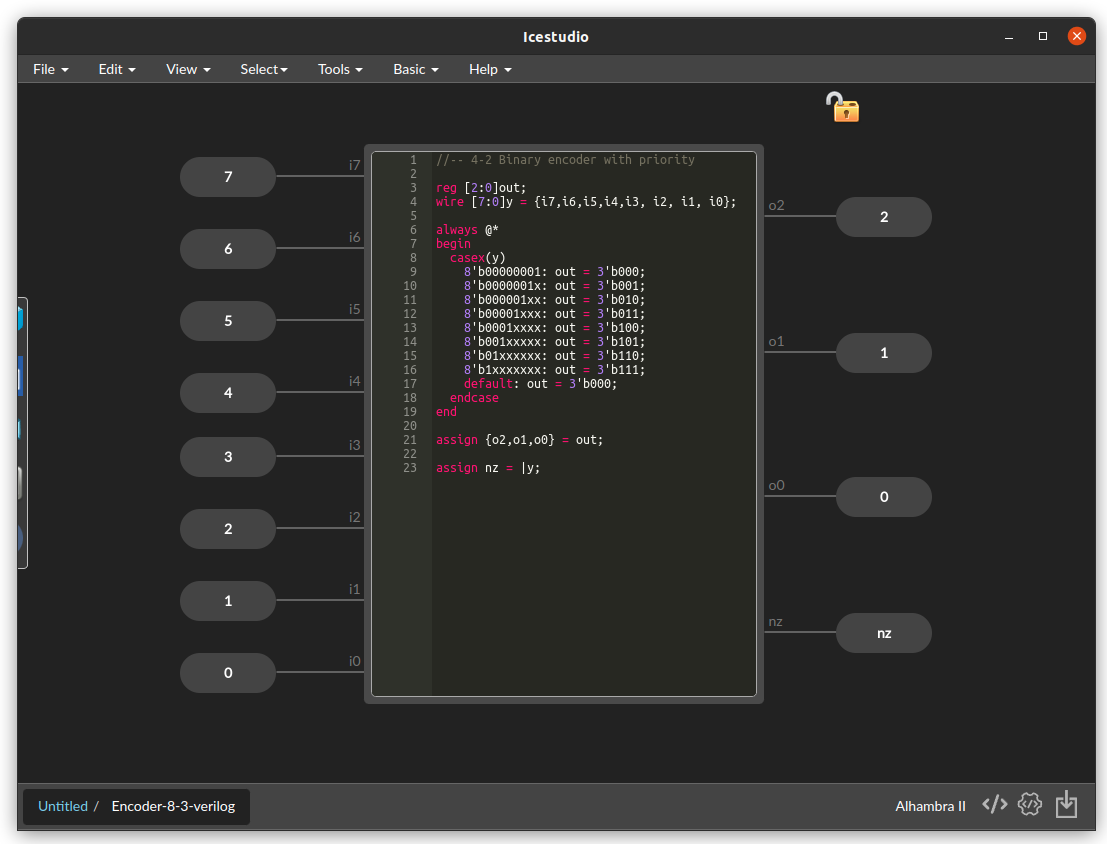 Icestudio
File Edit View Select Tools Basic Help
7 i7
6 i6
5 i5
4 i4
3 i3
2 i2
1 i1
0 i0
1 //-- 4-2 Binary encoder with priority
2
3 reg [2:0]out;
4 wire [7:0]y = {i7,i6,i5,i4,i3, i2, i1, i0};
5
6 always @*
7 begin
8 casex(y)
9 8'b00000001: out = 3'b000;
10 8'b0000001x: out = 3'b001;
11 8'b000001xx: out = 3'b010;
12 8'b00001xxx: out = 3'b011;
13 8'b0001xxxx: out = 3'b100;
14 8'b001xxxxx: out = 3'b101;
15 8'b01xxxxxx: out = 3'b110;
16 8'b1xxxxxxx: out = 3'b111;
17 default: out = 3'b000;
18 endcase
19 end
20
21 assign {o2,o1,o0} = out;
22
23 assign nz = |y;
o2 2
o1 1
o0 0
nz nz
Untitled / Encoder-8-3-verilog
Alhambra II </>